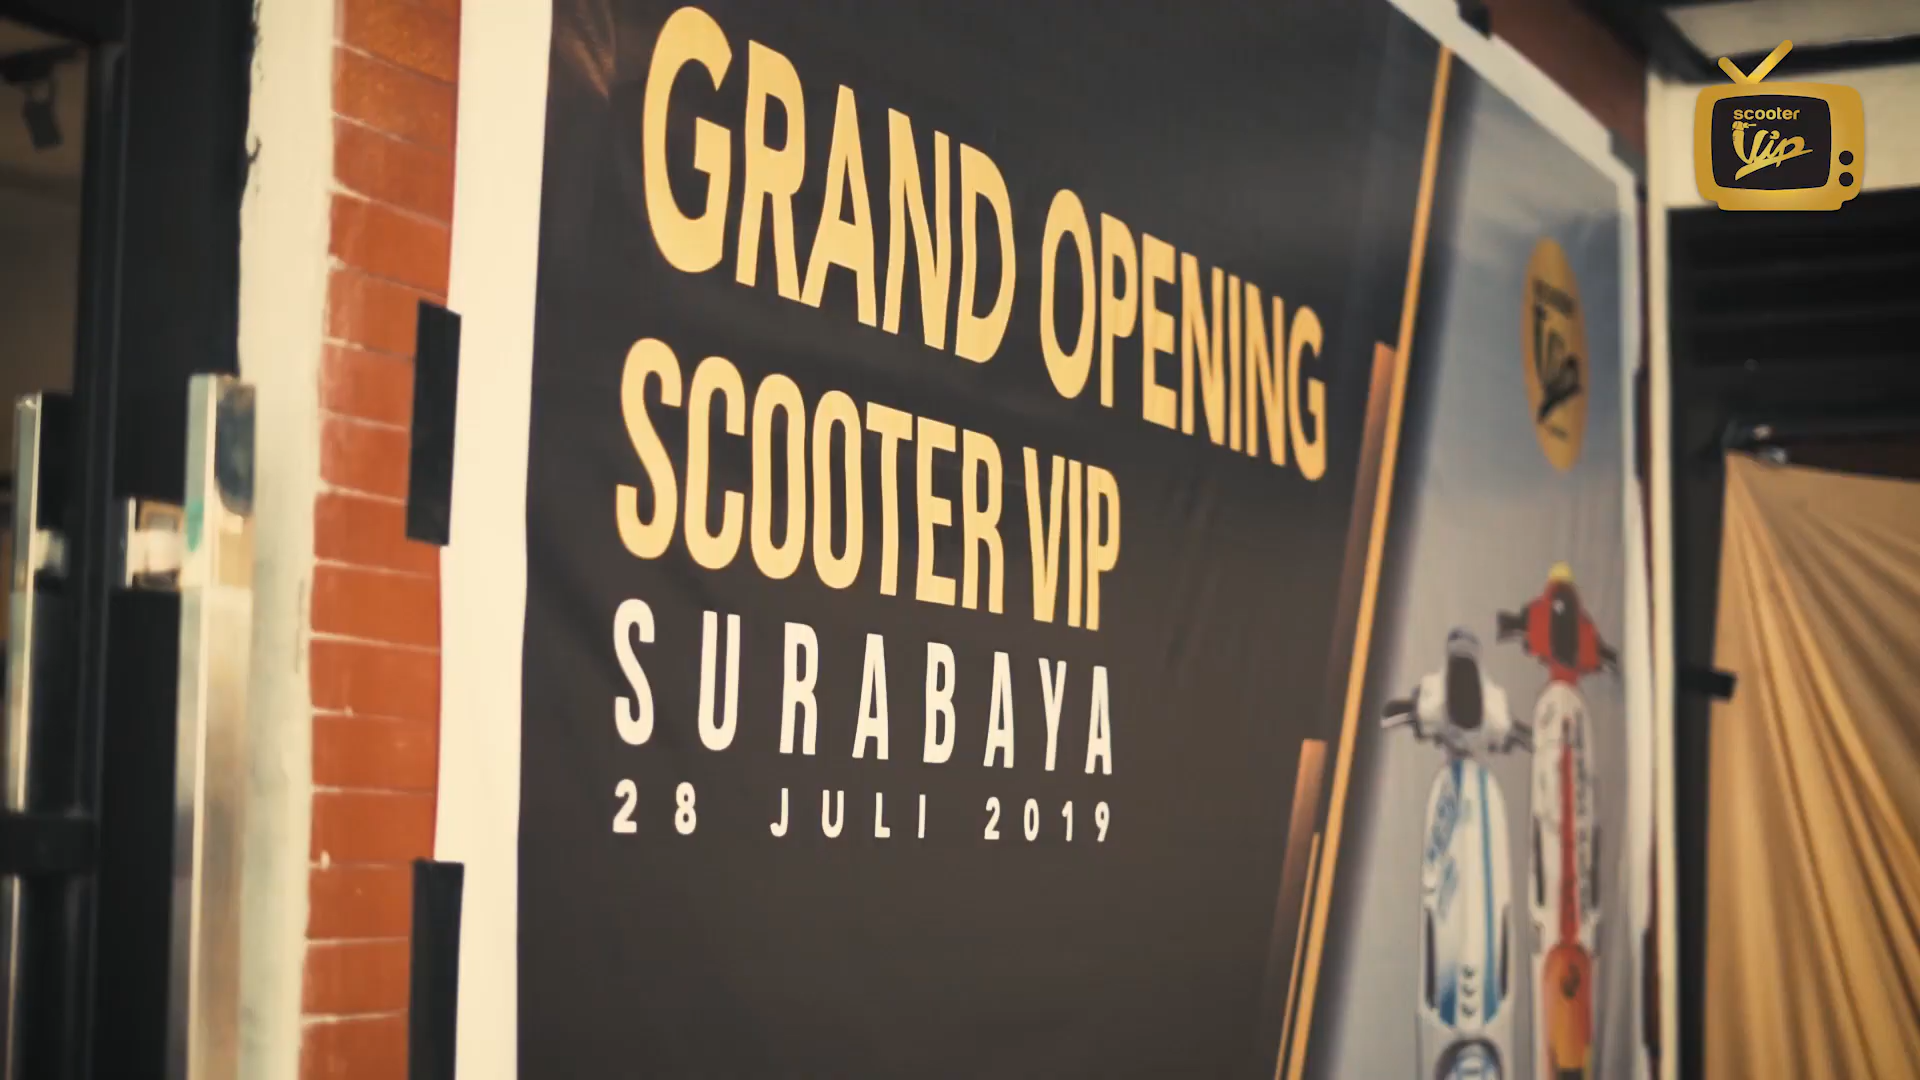 GRAND OPENING
SCOOTER VIP
SURABAYA
28 JULI 2019
scooter
Vip